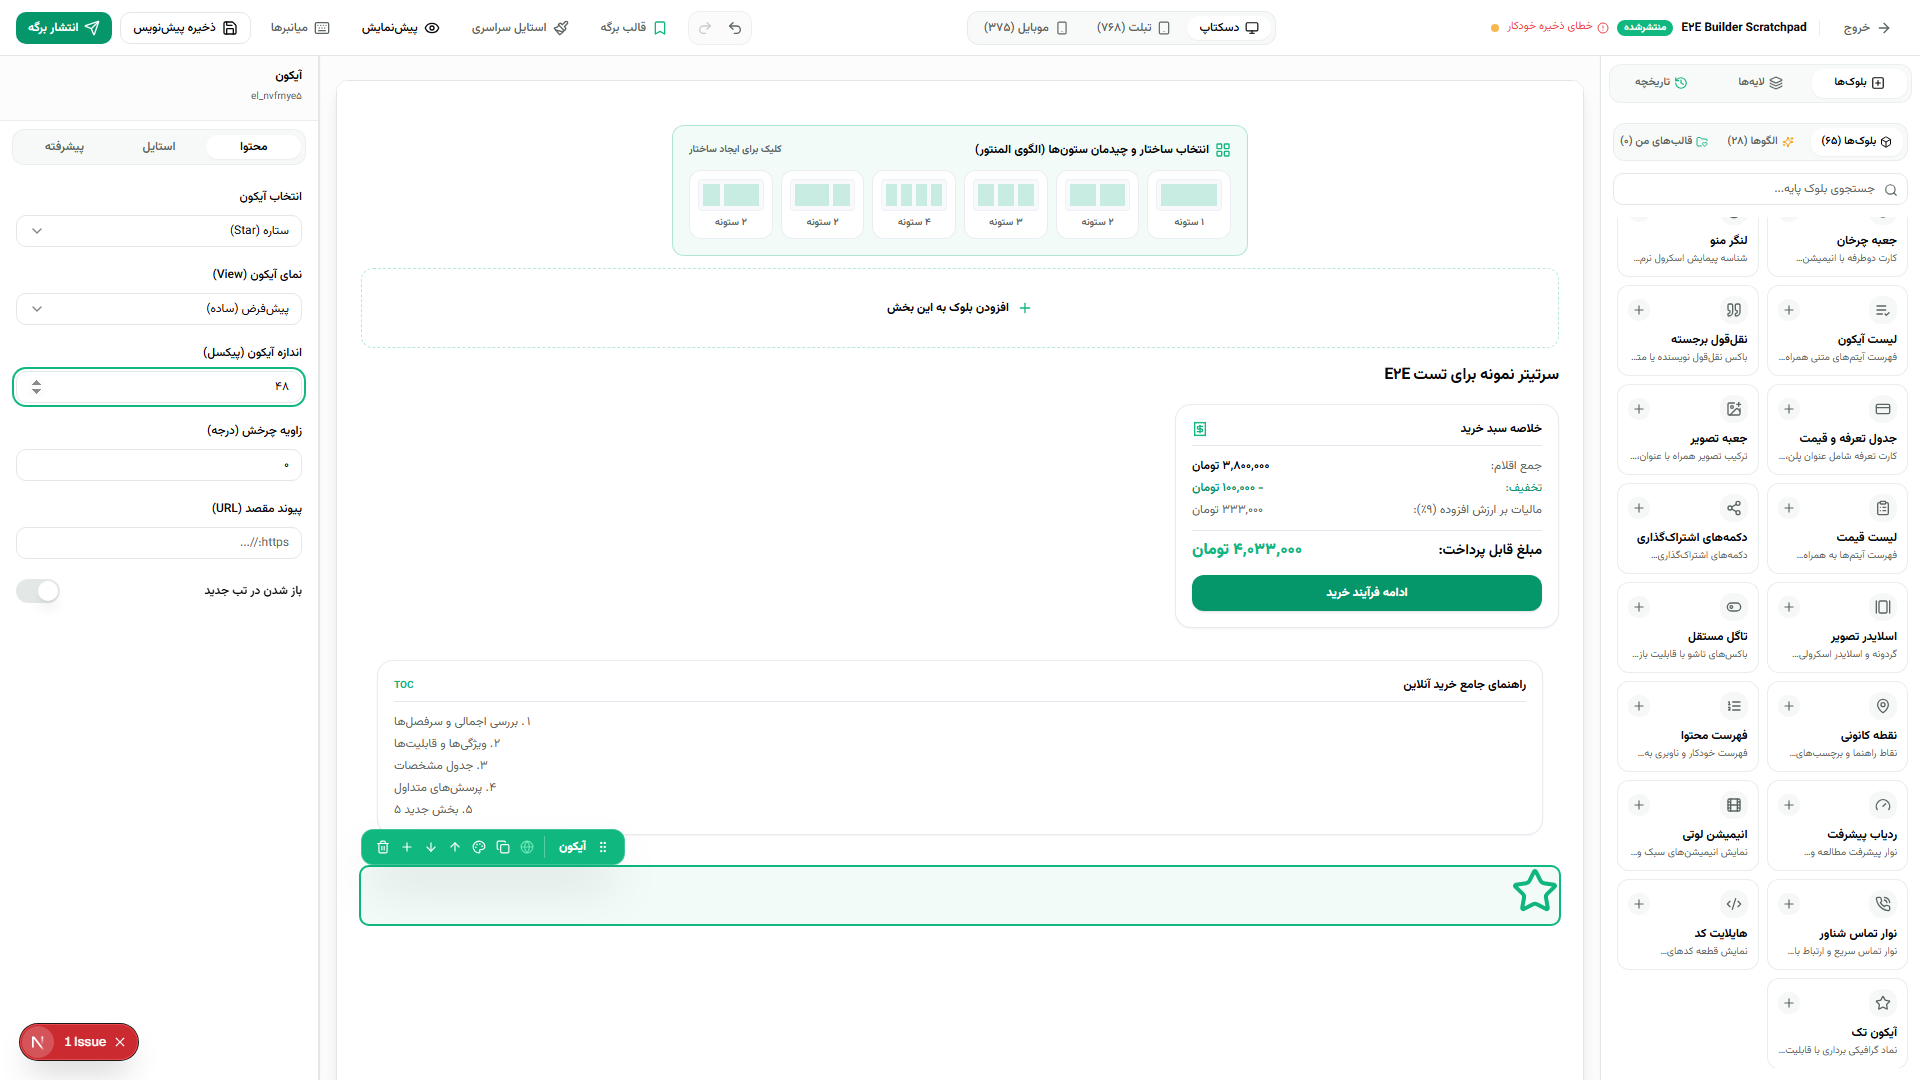 خروج
E2E Builder Scratchpad
منتشرشده
خطای ذخیره خودکار
دسکتاپ
تبلت (۷۶۸)
موبایل (۳۷۵)
قالب برگه
استایل سراسری
پیش‌نمایش
میانبرها
ذخیره پیش‌نویس
انتشار برگه
بلوک‌ها
لایه‌ها
تاریخچه
بلوک‌ها (۶۵)
الگوها (۲۸)
قالب‌های من (۰)
جستجوی بلوک پایه...
جعبه چرخان
کارت دوطرفه با انیمیشن...
لنگر منو
شناسه پیمایش اسکرول نرم...
لیست آیکون
فهرست آیتم‌های متنی همراه...
نقل‌قول برجسته
باکس نقل‌قول نویسنده یا مت...
جدول تعرفه و قیمت
کارت تعرفه شامل عنوان پلن،...
جعبه تصویر
ترکیب تصویر همراه با عنوان،...
لیست قیمت
فهرست آیتم‌ها به همراه...
دکمه‌های اشتراک‌گذاری
دکمه‌های اشتراک‌گذاری...
اسلایدر تصویر
گردونه و اسلایدر اسکرولی...
تاگل مستقل
باکس‌های تاشو با قابلیت باز...
نقطه کانونی
نقاط راهنما و برچسب‌های...
فهرست محتوا
فهرست خودکار و ناوبری به...
ردیاب پیشرفت
نوار پیشرفت مطالعه و...
انیمیشن لوتی
نمایش انیمیشن‌های سبک و...
نوار تماس شناور
نوار تماس سریع و ارتباط با...
هایلایت کد
نمایش قطعه کدهای...
آیکون تک
نماد گرافیکی برداری با قابلیت...
انتخاب ساختار و چیدمان ستون‌ها (الگوی المنتور)
کلیک برای ایجاد ساختار
۱ ستونه
۲ ستونه
۳ ستونه
۴ ستونه
۲ ستونه
۲ ستونه
افزودن بلوک به این بخش
سرتیتر نمونه برای تست E2E
خلاصه سبد خرید
جمع اقلام:
۳,۸۰۰,۰۰۰ تومان
تخفیف:
- ۱۰۰,۰۰۰ تومان
مالیات بر ارزش افزوده (۹٪):
۳۳۳,۰۰۰ تومان
مبلغ قابل پرداخت:
۴,۰۳۳,۰۰۰ تومان
ادامه فرآیند خرید
راهنمای جامع خرید آنلاین
TOC
۱. بررسی اجمالی و سرفصل‌ها
۲. ویژگی‌ها و قابلیت‌ها
۳. جدول مشخصات
۴. پرسش‌های متداول
۵. بخش جدید ۵
آیکون
آیکون
el_nvfrnye5
محتوا
استایل
پیشرفته
انتخاب آیکون
ستاره (Star)
نمای آیکون (View)
پیش‌فرض (ساده)
اندازه آیکون (پیکسل)
۴۸
زاویه چرخش (درجه)
۰
پیوند مقصد (URL)
https://...
باز شدن در تب جدید
N 1 Issue